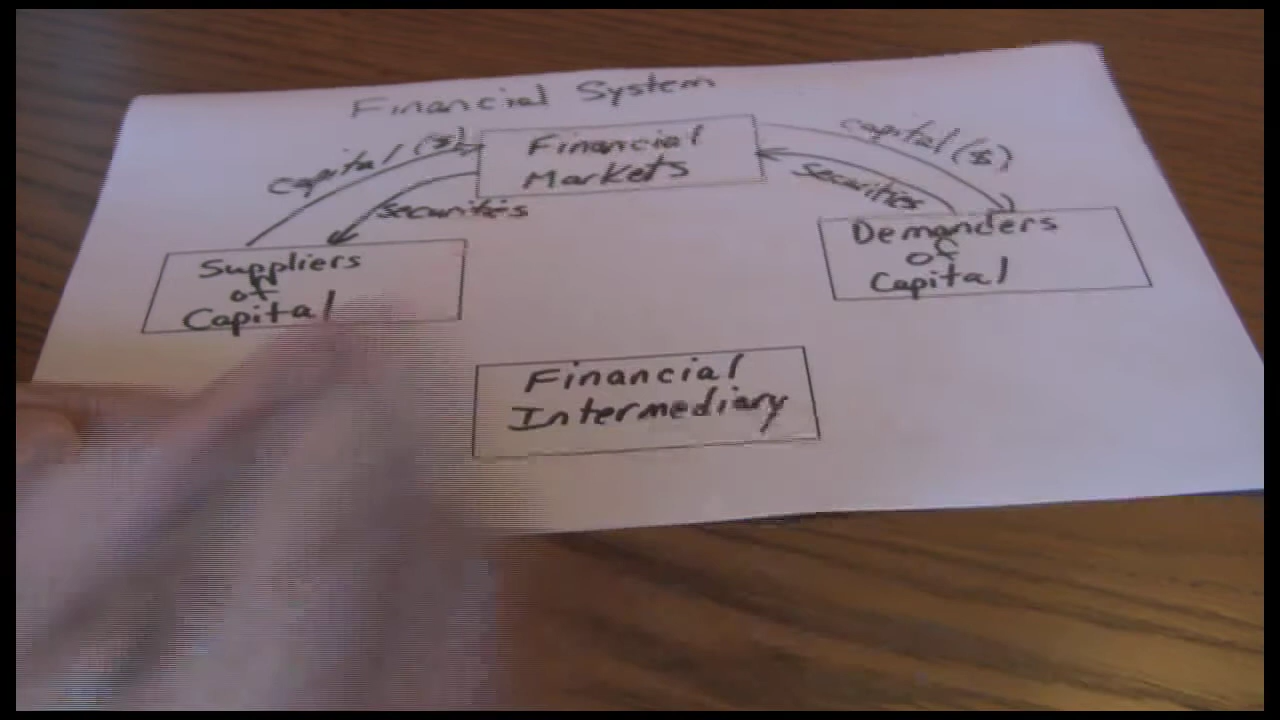 Financial System
capital ($)
Financial
Markets
capital ($)
securities
securities
Suppliers
of
Capital
Demanders
of
Capital
Financial
Intermediary